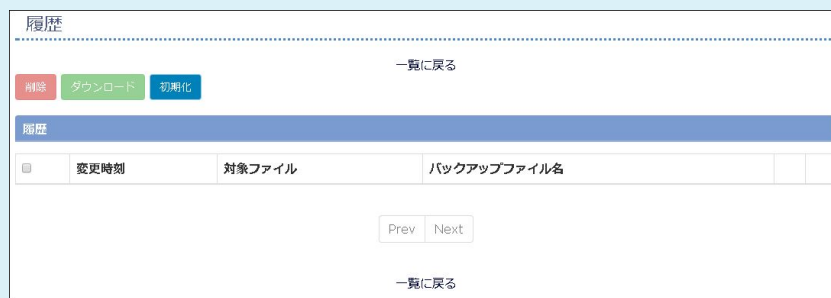 履歴
一覧に戻る
削除 ダウンロード 初期化
履歴
変更時刻 対象ファイル バックアップファイル名
Prev Next
一覧に戻る